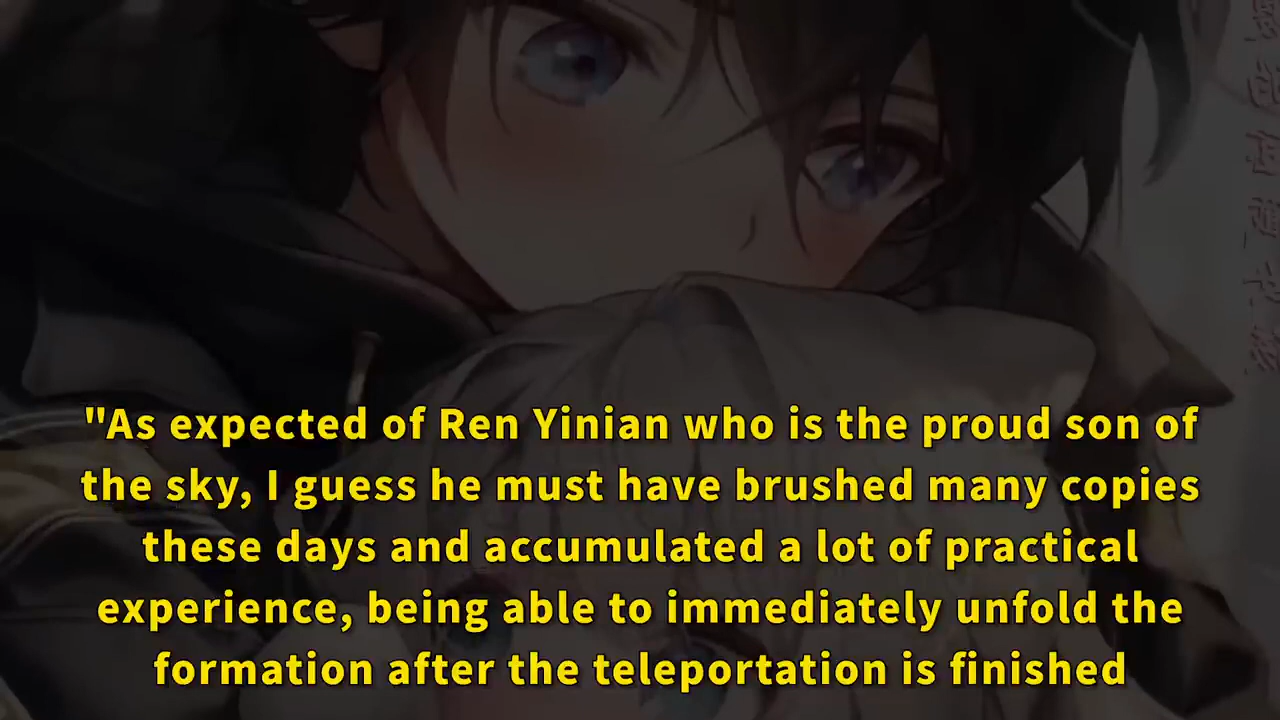 "As expected of Ren Yinian who is the proud son of
the sky, I guess he must have brushed many copies
these days and accumulated a lot of practical
experience, being able to immediately unfold the
formation after the teleportation is finished